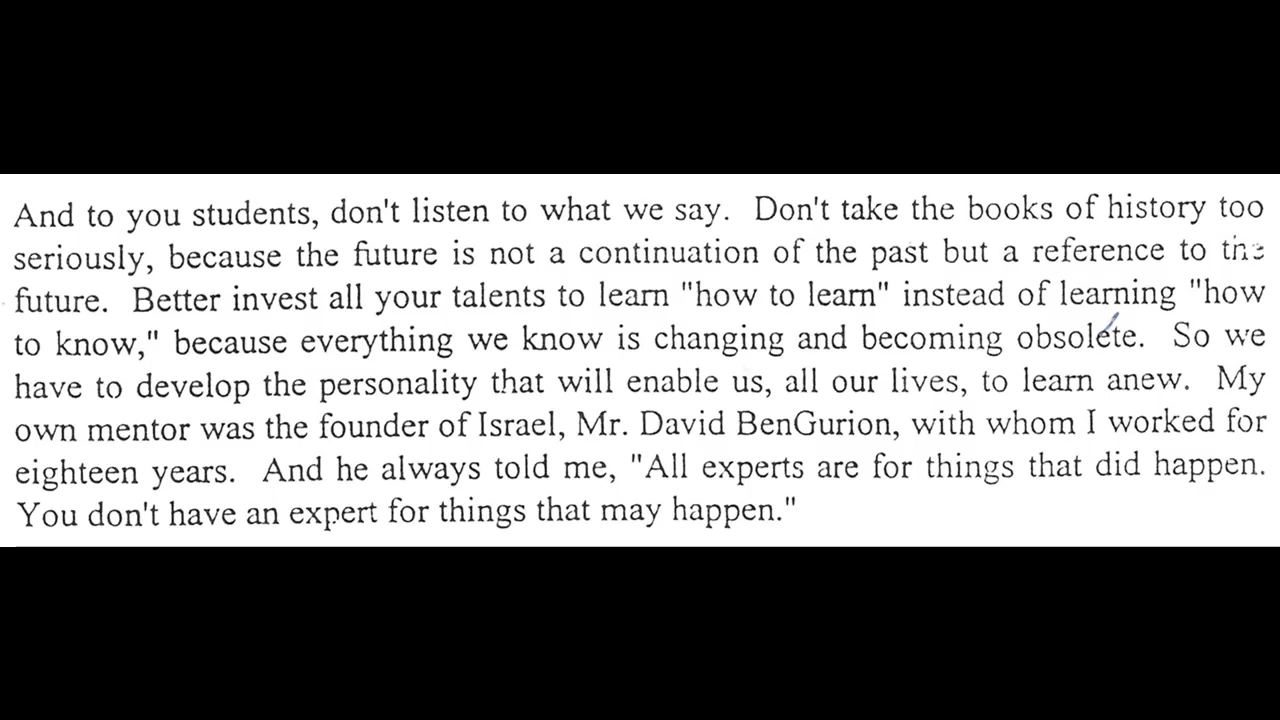 And to you students, don't listen to what we say. Don't take the books of history too
seriously, because the future is not a continuation of the past but a reference to the
future. Better invest all your talents to learn "how to learn" instead of learning "how
to know," because everything we know is changing and becoming obsolete. So we
have to develop the personality that will enable us, all our lives, to learn anew. My
own mentor was the founder of Israel, Mr. David BenGurion, with whom I worked for
eighteen years. And he always told me, "All experts are for things that did happen.
You don't have an expert for things that may happen."